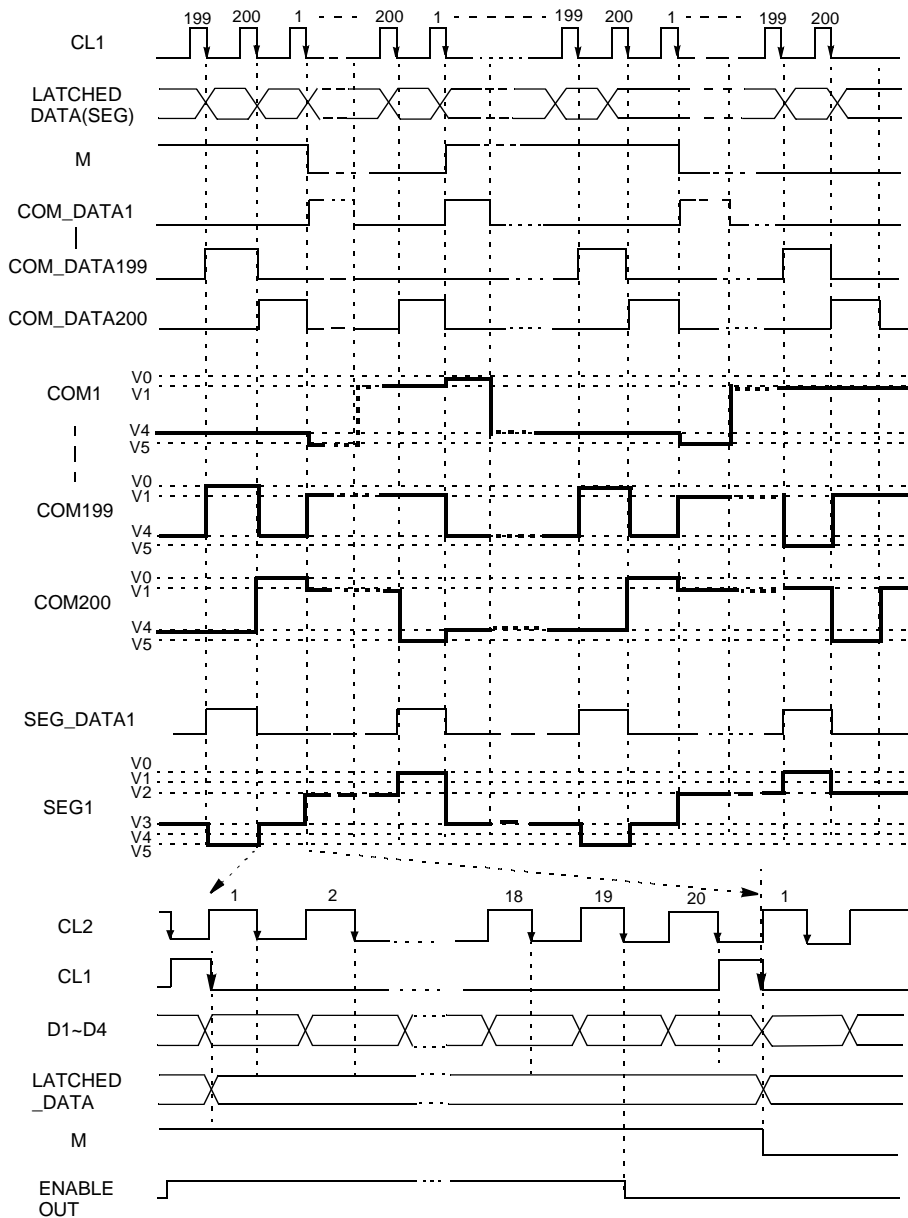 199 200 1 200 1 199 200 1 199 200
CL1
LATCHED
DATA(SEG)
M
COM_DATA1
COM_DATA199
COM_DATA200
V0
COM1
V1
V4
V5
V0
V1
COM199
V4
V5
V0
V1
COM200
V4
V5
SEG_DATA1
V0
V1
V2
SEG1
V3
V4
V5
1 2 18 19 20 1
CL2
CL1
D1~D4
LATCHED
_DATA
M
ENABLE
OUT